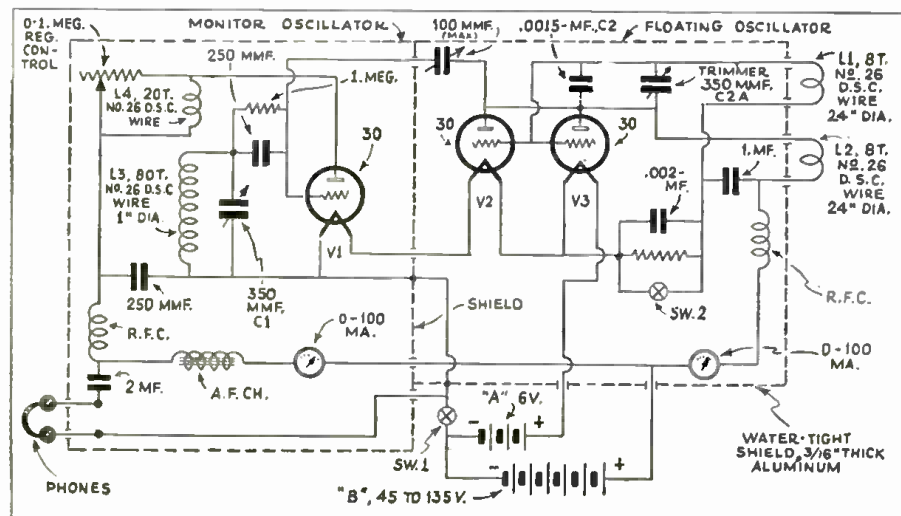 0-1. MEG.
REG.
CON-
TROL
MONITOR OSCILLATOR
100 MMF.
(MAX)
.0015-MF., C2
FLOATING OSCILLATOR
250
MMF.
1. MEG.
L4, 20T.
NO.26 D.S.C.
WIRE
30
30
30
TRIMMER
350 MMF.
C2A
L1, 8T.
NO. 26
D.S.C.
WIRE
24" DIA.
L3, 80T.
NO. 26 D.S.C
WIRE
1" DIA.
V1
V2
V3
.002-
MF.
1. MF.
L2, 8T.
NO. 26
D.S.C.
WIRE
24" DIA.
250 MMF.
350
MMF.
C1
SHIELD
SW.2
R.F.C.
R.F.C.
0-100
MA.
0-100
MA.
2 MF.
A.F.CH.
"A", 6V.
- +
SW.1
- +
PHONES
"B", 45 TO 135V.
WATER-TIGHT
SHIELD, 3/16" THICK
ALUMINUM